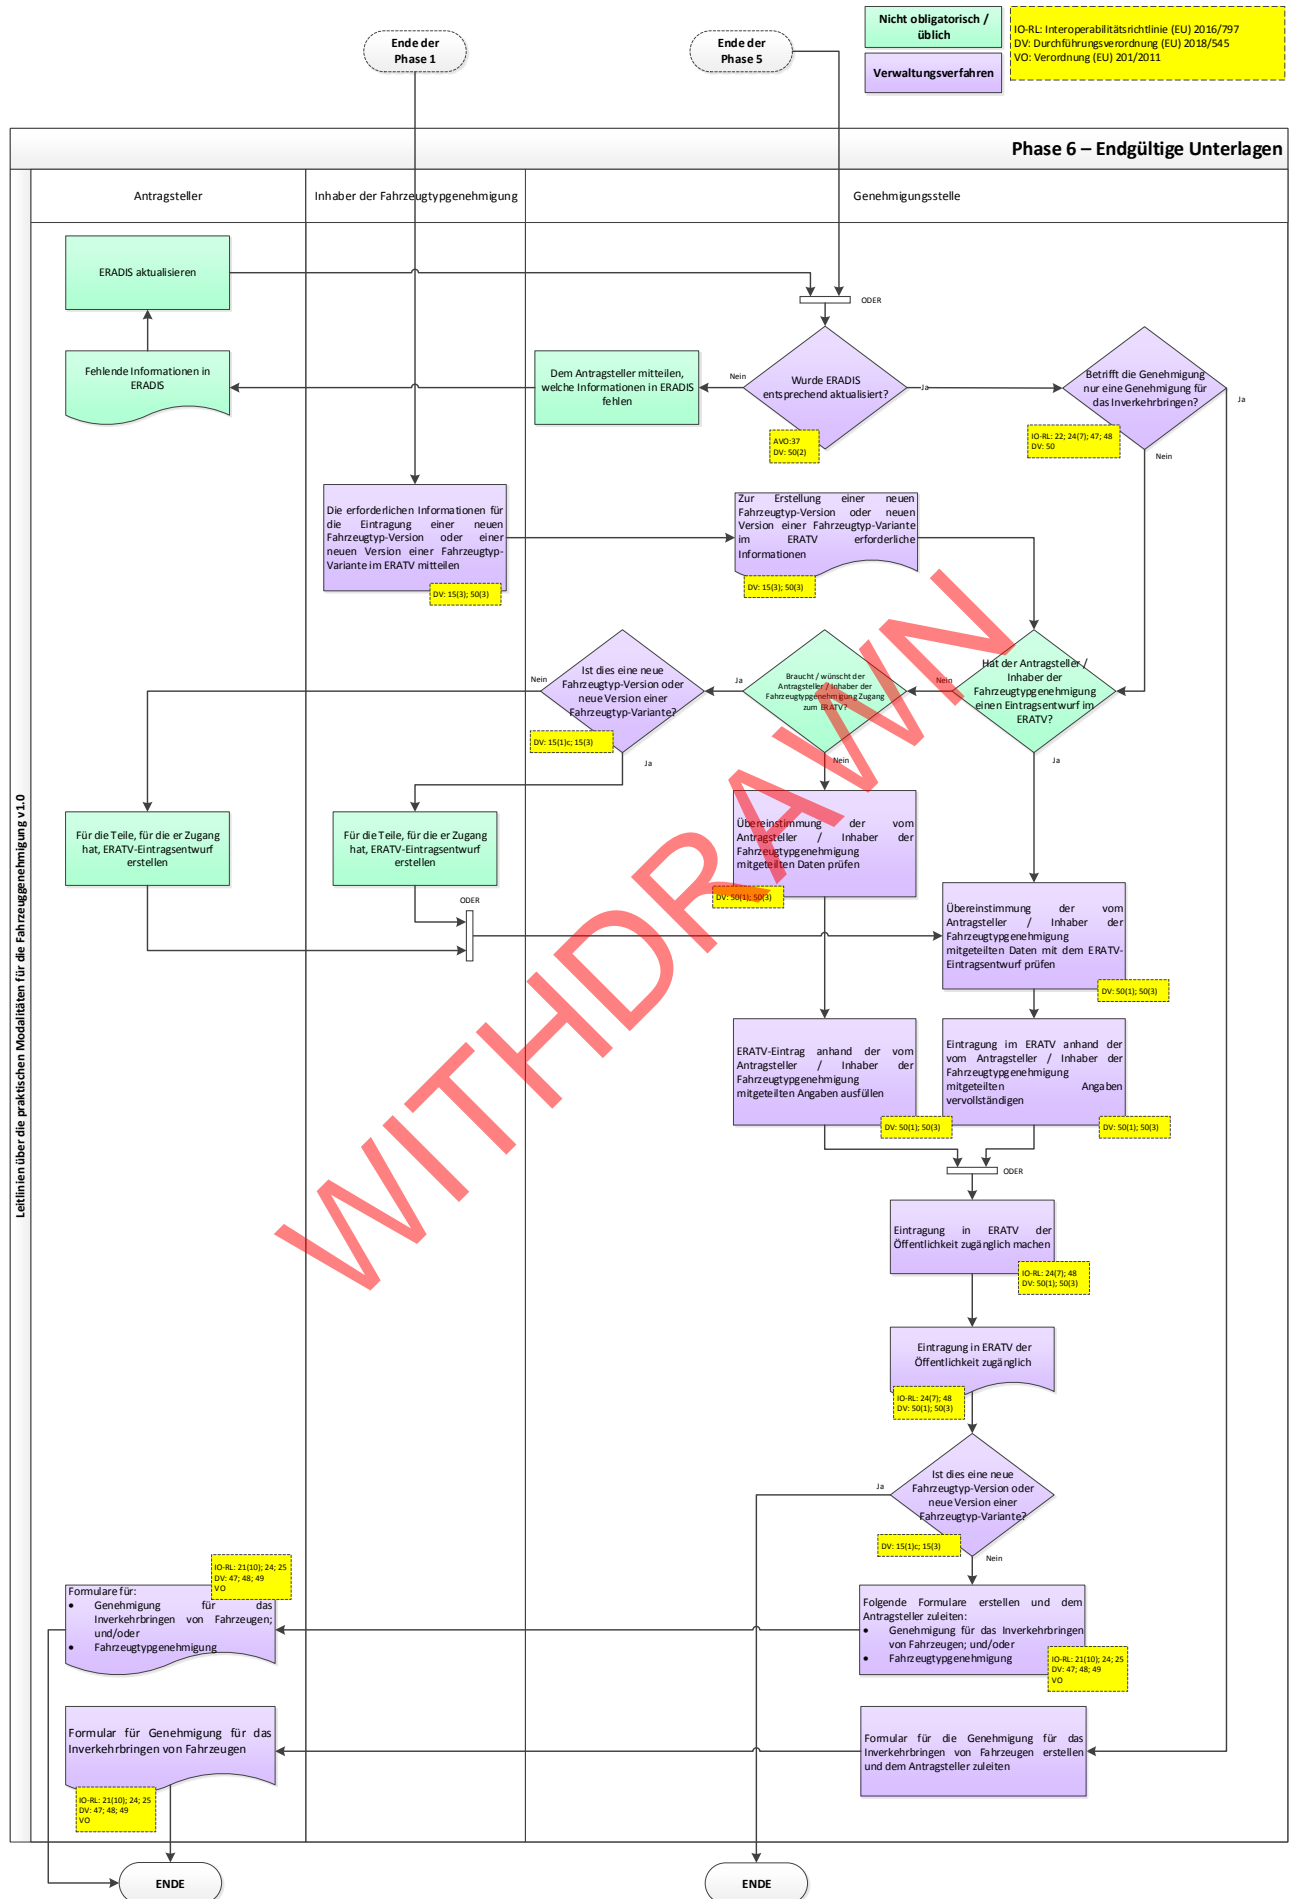 Ende der
Phase 1
Ende der
Phase 5
Nicht obligatorisch /
üblich
Verwaltungsverfahren
IO-RL: Interoperabilitätsrichtlinie (EU) 2016/797
DV: Durchführungsverordnung (EU) 2018/545
VO: Verordnung (EU) 201/2011
Phase 6 – Endgültige Unterlagen
Leitlinien über die praktischen Modalitäten für die Fahrzeuggenehmigung v1.0
Antragsteller
Inhaber der Fahrzeugtypgenehmigung
Genehmigungsstelle
ERADIS aktualisieren
ODER
Fehlende Informationen in
ERADIS
Dem Antragsteller mitteilen,
welche Informationen in ERADIS
fehlen
Nein
Wurde ERADIS
entsprechend aktualisiert?
Ja
AVO:37
DV: 50(2)
Betrifft die Genehmigung
nur eine Genehmigung für
das Inverkehrbringen?
Ja
IO-RL: 22; 24(7); 47; 48
DV: 50
Nein
Die erforderlichen Informationen für
die Eintragung einer neuen
Fahrzeugtyp-Version oder einer
neuen Version einer Fahrzeugtyp-
Variante im ERATV mitteilen
DV: 15(3); 50(3)
Zur Erstellung einer neuen
Fahrzeugtyp-Version oder neuen
Version einer Fahrzeugtyp-Variante
im ERATV erforderliche
Informationen
DV: 15(3); 50(3)
Nein
Ist dies eine neue
Fahrzeugtyp-Version oder
neue Version einer
Fahrzeugtyp-Variante?
DV: 15(1)c; 15(3)
Ja
Ja
Braucht / wünscht der
Antragsteller / Inhaber der
Fahrzeugtypgenehmigung Zugang
zum ERATV?
Nein
Nein
Hat der Antragsteller /
Inhaber der
Fahrzeugtypgenehmigung
einen Eintragsentwurf im
ERATV?
Ja
Für die Teile, für die er Zugang
hat, ERATV-Eintragsentwurf
erstellen
Für die Teile, für die er Zugang
hat, ERATV-Eintragsentwurf
erstellen
ODER
Übereinstimmung der vom
Antragsteller / Inhaber der
Fahrzeugtypgenehmigung
mitgeteilten Daten prüfen
DV: 50(1); 50(3)
Übereinstimmung der vom
Antragsteller / Inhaber der
Fahrzeugtypgenehmigung
mitgeteilten Daten mit dem ERATV-
Eintragsentwurf prüfen
DV: 50(1); 50(3)
ERATV-Eintrag anhand der vom
Antragsteller / Inhaber der
Fahrzeugtypgenehmigung
mitgeteilten Angaben ausfüllen
DV: 50(1); 50(3)
Eintragung im ERATV anhand der
vom Antragsteller / Inhaber der
Fahrzeugtypgenehmigung
mitgeteilten Angaben
vervollständigen
DV: 50(1); 50(3)
ODER
Eintragung in ERATV der
Öffentlichkeit zugänglich machen
IO-RL: 24(7); 48
DV: 50(1); 50(3)
Eintragung in ERATV der
Öffentlichkeit zugänglich
IO-RL: 24(7); 48
DV: 50(1); 50(3)
Ja
Ist dies eine neue
Fahrzeugtyp-Version oder
neue Version einer
Fahrzeugtyp-Variante?
DV: 15(1)c; 15(3)
Nein
IO-RL: 21(10); 24; 25
DV: 47; 48; 49
VO
Formulare für:
• Genehmigung für das
Inverkehrbringen von Fahrzeugen;
und/oder
• Fahrzeugtypgenehmigung
Folgende Formulare erstellen und dem
Antragsteller zuleiten:
• Genehmigung für das Inverkehrbringen
von Fahrzeugen; und/oder
• Fahrzeugtypgenehmigung
IO-RL: 21(10); 24; 25
DV: 47; 48; 49
VO
Formular für Genehmigung für das
Inverkehrbringen von Fahrzeugen
IO-RL: 21(10); 24; 25
DV: 47; 48; 49
VO
Formular für die Genehmigung für das
Inverkehrbringen von Fahrzeugen erstellen
und dem Antragsteller zuleiten
ENDE
ENDE
WITHDRAWN